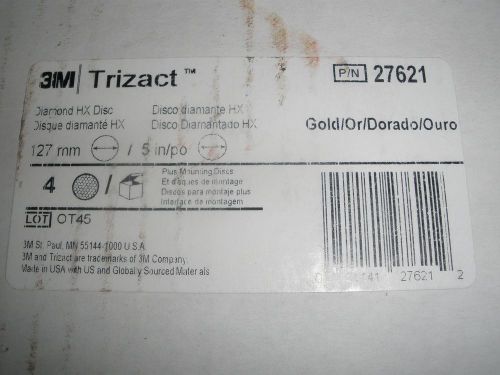 3M Trizact™
P/N 27621
Diamond HX Disc
Disco diamante HX
Disque diamanté HX
Disco Diamantado HX
Gold/Or/Dorado/Ouro
127 mm / 5 in/po
4 /
Plus Mounting Discs
Et disques de montage
Discos para montaje plus
Interface de montagem
LOT OT45
3M St. Paul, MN 55144-1000 U.S.A.
3M and Trizact are trademarks of 3M Company.
Made in USA with US and Globally Sourced Materials
27621 2